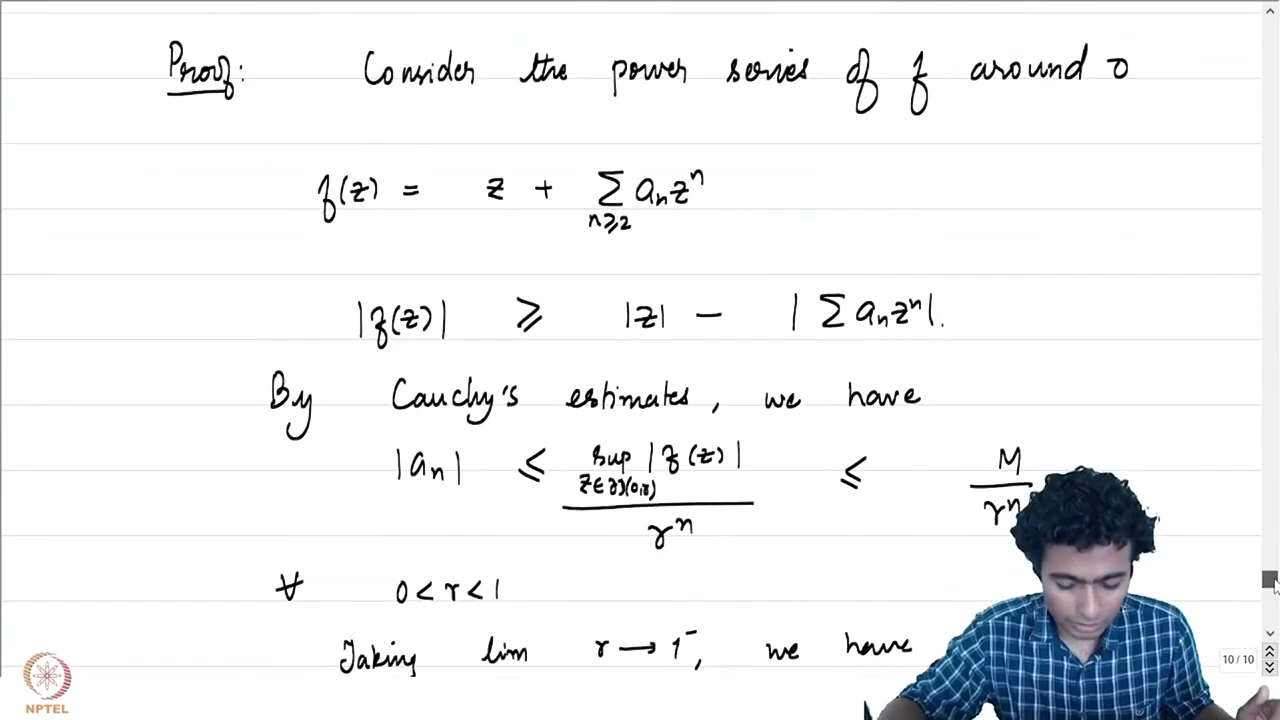 Proof: Consider the power series of f around 0
f(z) = z + ∑ aₙzⁿ
n≥2
|f(z)| ≥ |z| − |∑ aₙzⁿ|.
By Cauchy's estimates, we have
|aₙ| ≤ sup |f(z)| ≤ M
z∈∂D(0,r)
rⁿ rⁿ
∀ 0 < r < 1
Taking lim r → 1⁻, we have
10 / 10
NPTEL